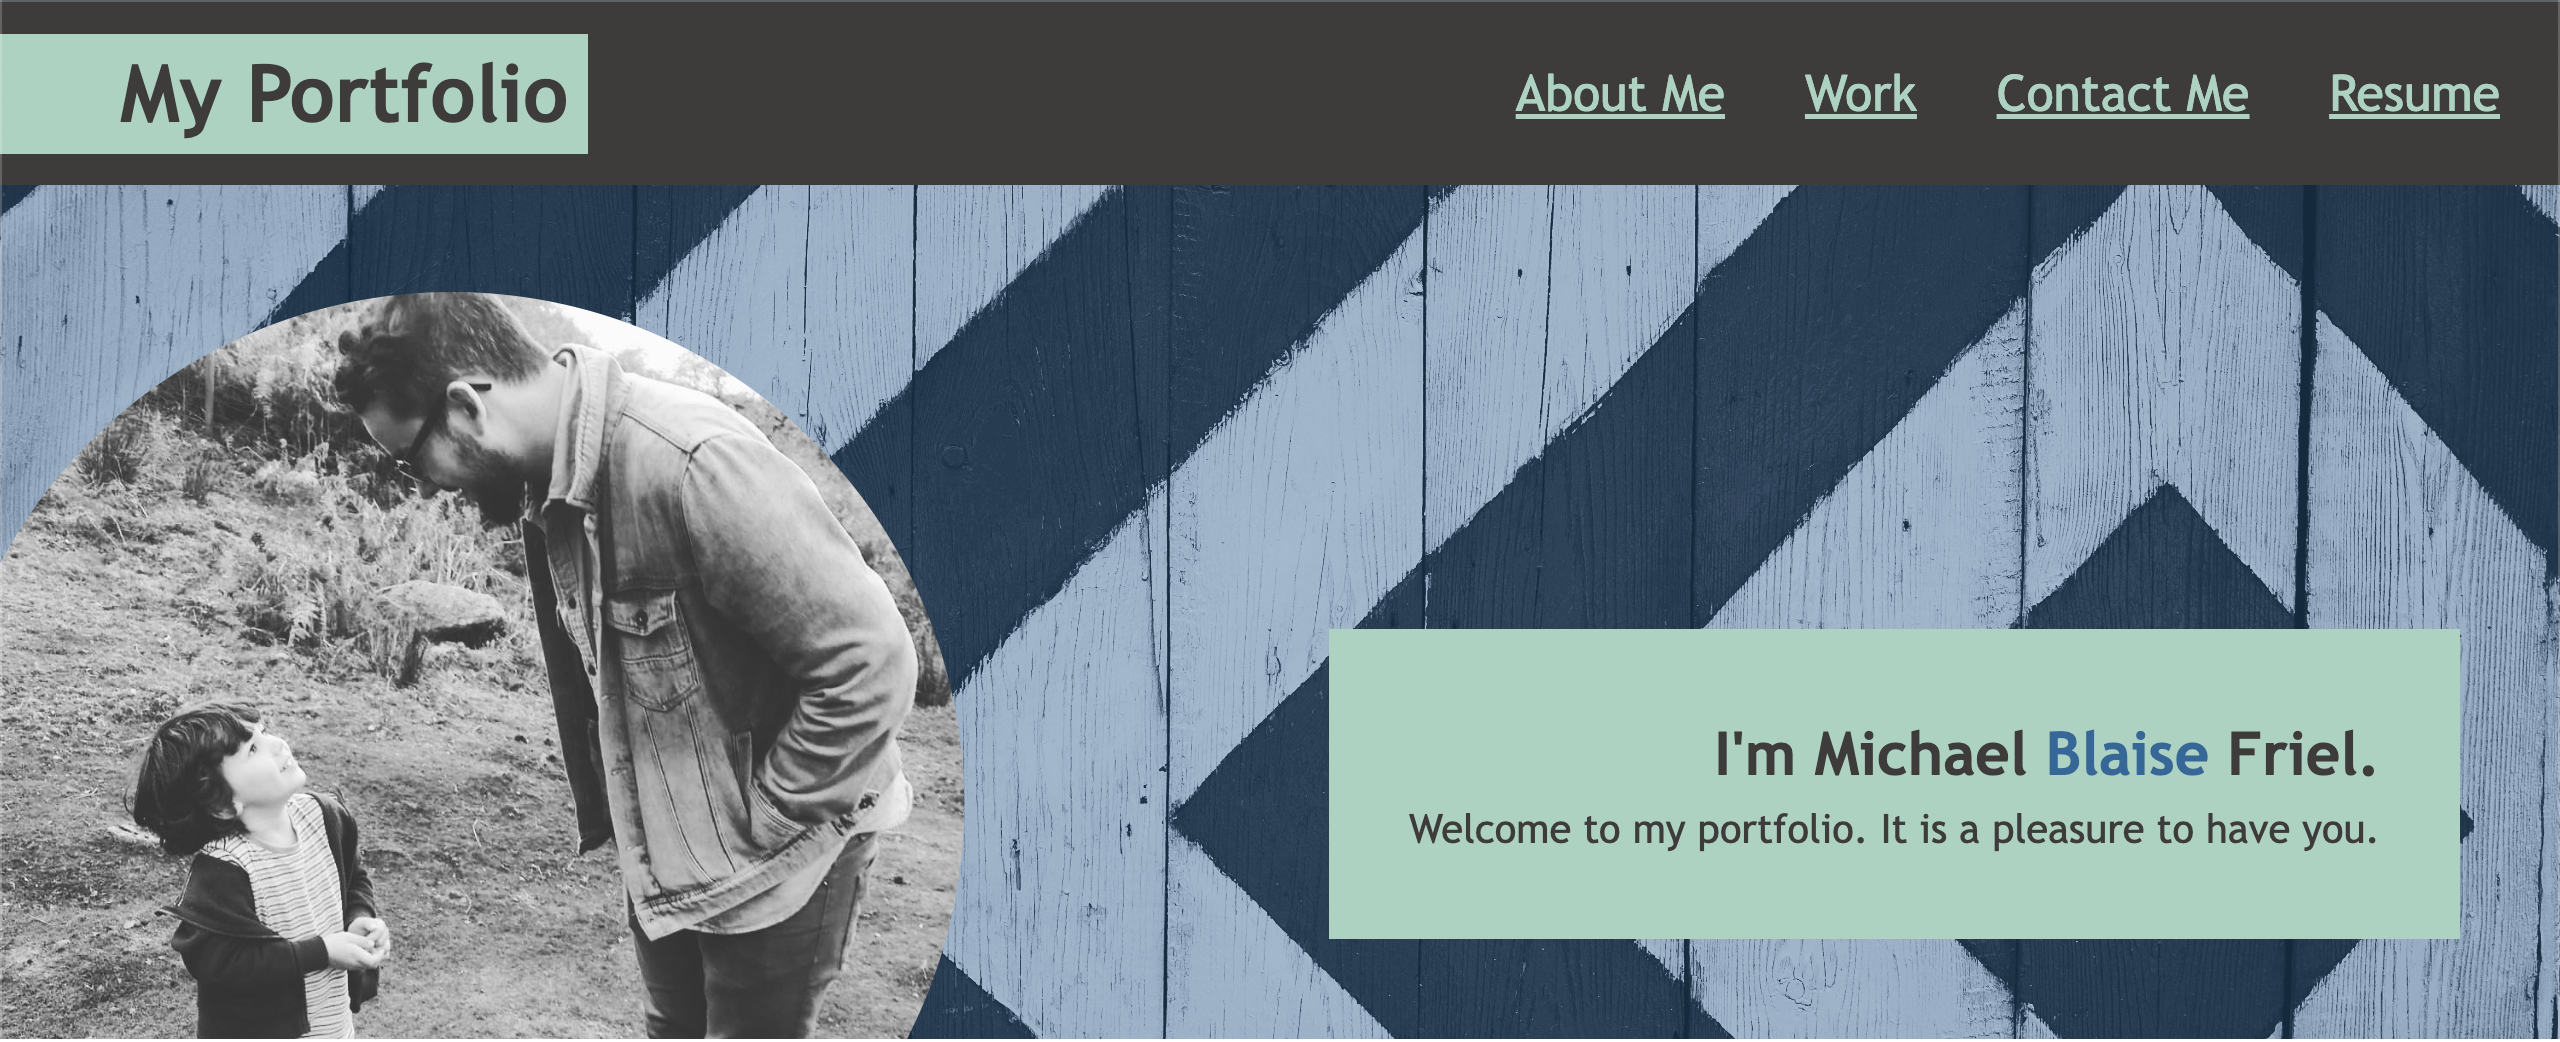 My Portfolio
About Me Work Contact Me Resume
I'm Michael Blaise Friel.
Welcome to my portfolio. It is a pleasure to have you.